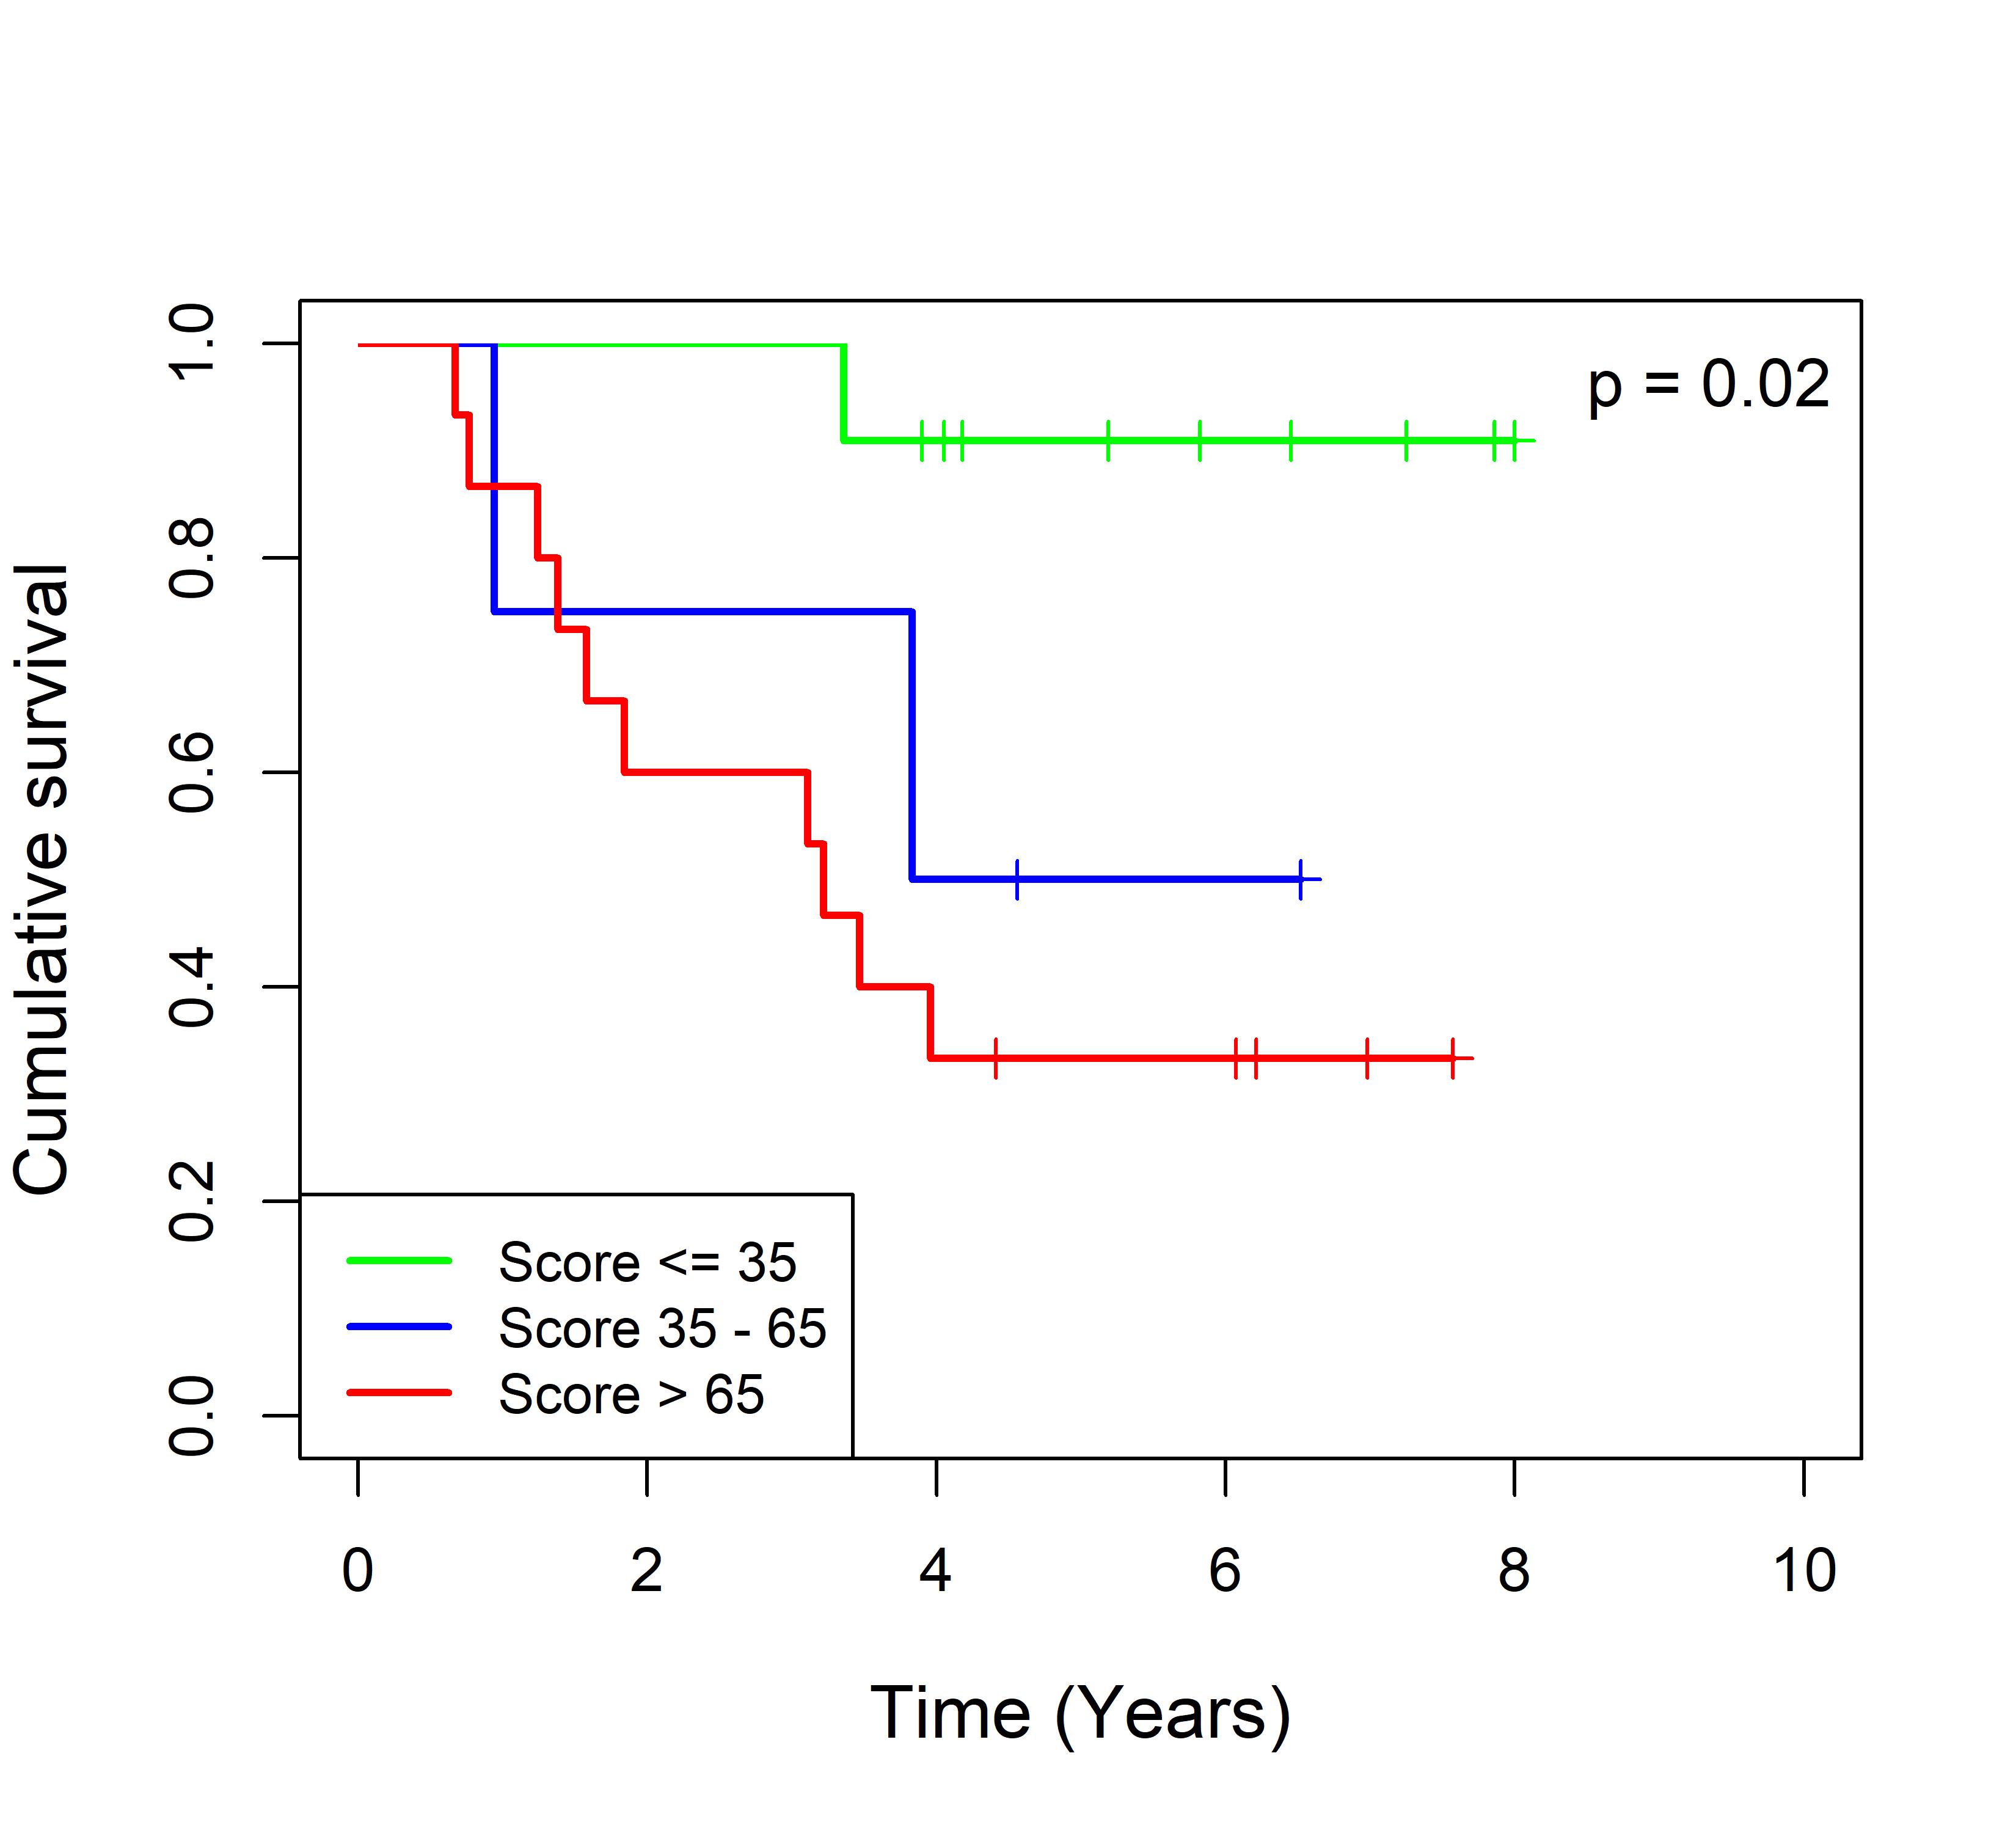 p = 0.02
Cumulative survival
1.0
0.8
0.6
0.4
0.2
0.0
Score <= 35
Score 35 - 65
Score > 65
0 2 4 6 8 10
Time (Years)